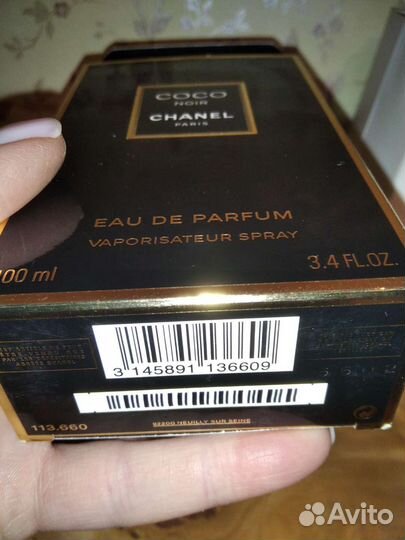 COCO
NOIR
CHANEL
PARIS
EAU DE PARFUM
VAPORISATEUR SPRAY
100 ml 3.4 FL.OZ.
3 145891 136609
113.660 92200 NEUILLY SUR SEINE
Avito